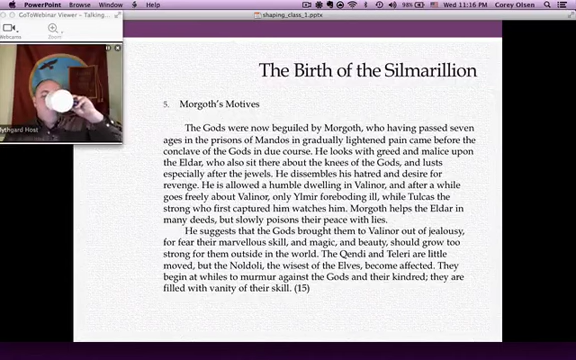 PowerPoint Window Help
98% Wed 11:16 PM Corey Olsen
GoToWebinar Viewer – Talking...
shaping_class_1.pptx
Webcams Zoom
Mythgard Host
The Birth of the Silmarillion
5. Morgoth's Motives
The Gods were now beguiled by Morgoth, who having passed seven
ages in the prisons of Mandos in gradually lightened pain came before the
conclave of the Gods in due course. He looks with greed and malice upon
the Eldar, who also sit there about the knees of the Gods, and lusts
especially after the jewels. He dissembles his hatred and desire for
revenge. He is allowed a humble dwelling in Valinor, and after a while
goes freely about Valinor, only Ylmir foreboding ill, while Tulcas the
strong who first captured him watches him. Morgoth helps the Eldar in
many deeds, but slowly poisons their peace with lies.
He suggests that the Gods brought them to Valinor out of jealousy,
for fear their marvellous skill, and magic, and beauty, should grow too
strong for them outside in the world. The Qendi and Teleri are little
moved, but the Noldoli, the wisest of the Elves, become affected. They
begin at whiles to murmur against the Gods and their kindred; they are
filled with vanity of their skill. (15)